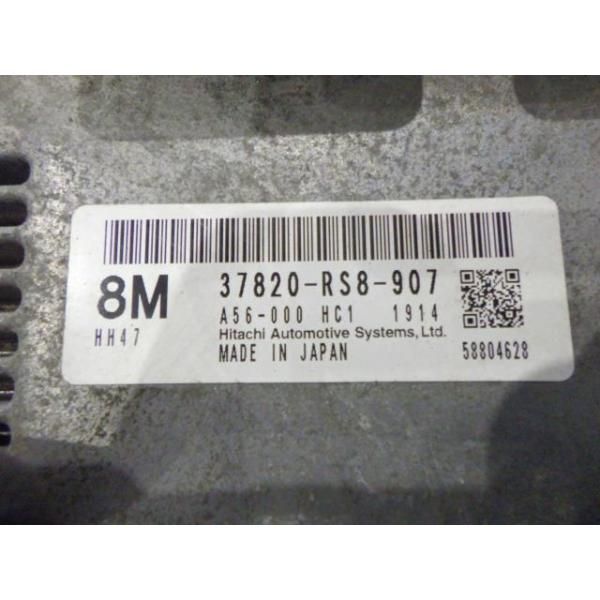 8M 37820-RS8-907
HH47 A56-000 HC1 1914
Hitachi Automotive Systems, Ltd.
MADE IN JAPAN 58804628